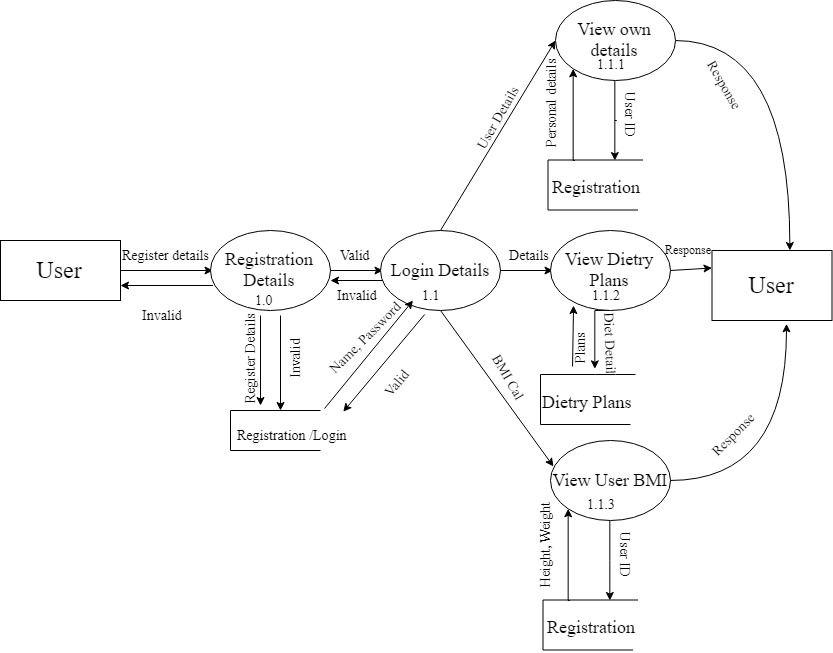 View own
details
1.1.1
Personal details
User ID
Response
User Details
Registration
User
Register details
Invalid
Registration
Details
1.0
Valid
Invalid
Login Details
1.1
Details
View Dietry
Plans
1.1.2
Response
User
Register Details
Invalid
Name, Password
Valid
Registration /Login
BMI Cal
Plans
Diet Detail
Dietry Plans
View User BMI
1.1.3
Response
Height, Weight
User ID
Registration